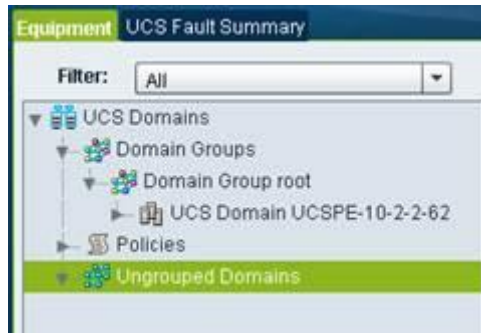 Equipment UCS Fault Summary
Filter: All
UCS Domains
Domain Groups
Domain Group root
UCS Domain UCSPE-10-2-2-62
Policies
Ungrouped Domains